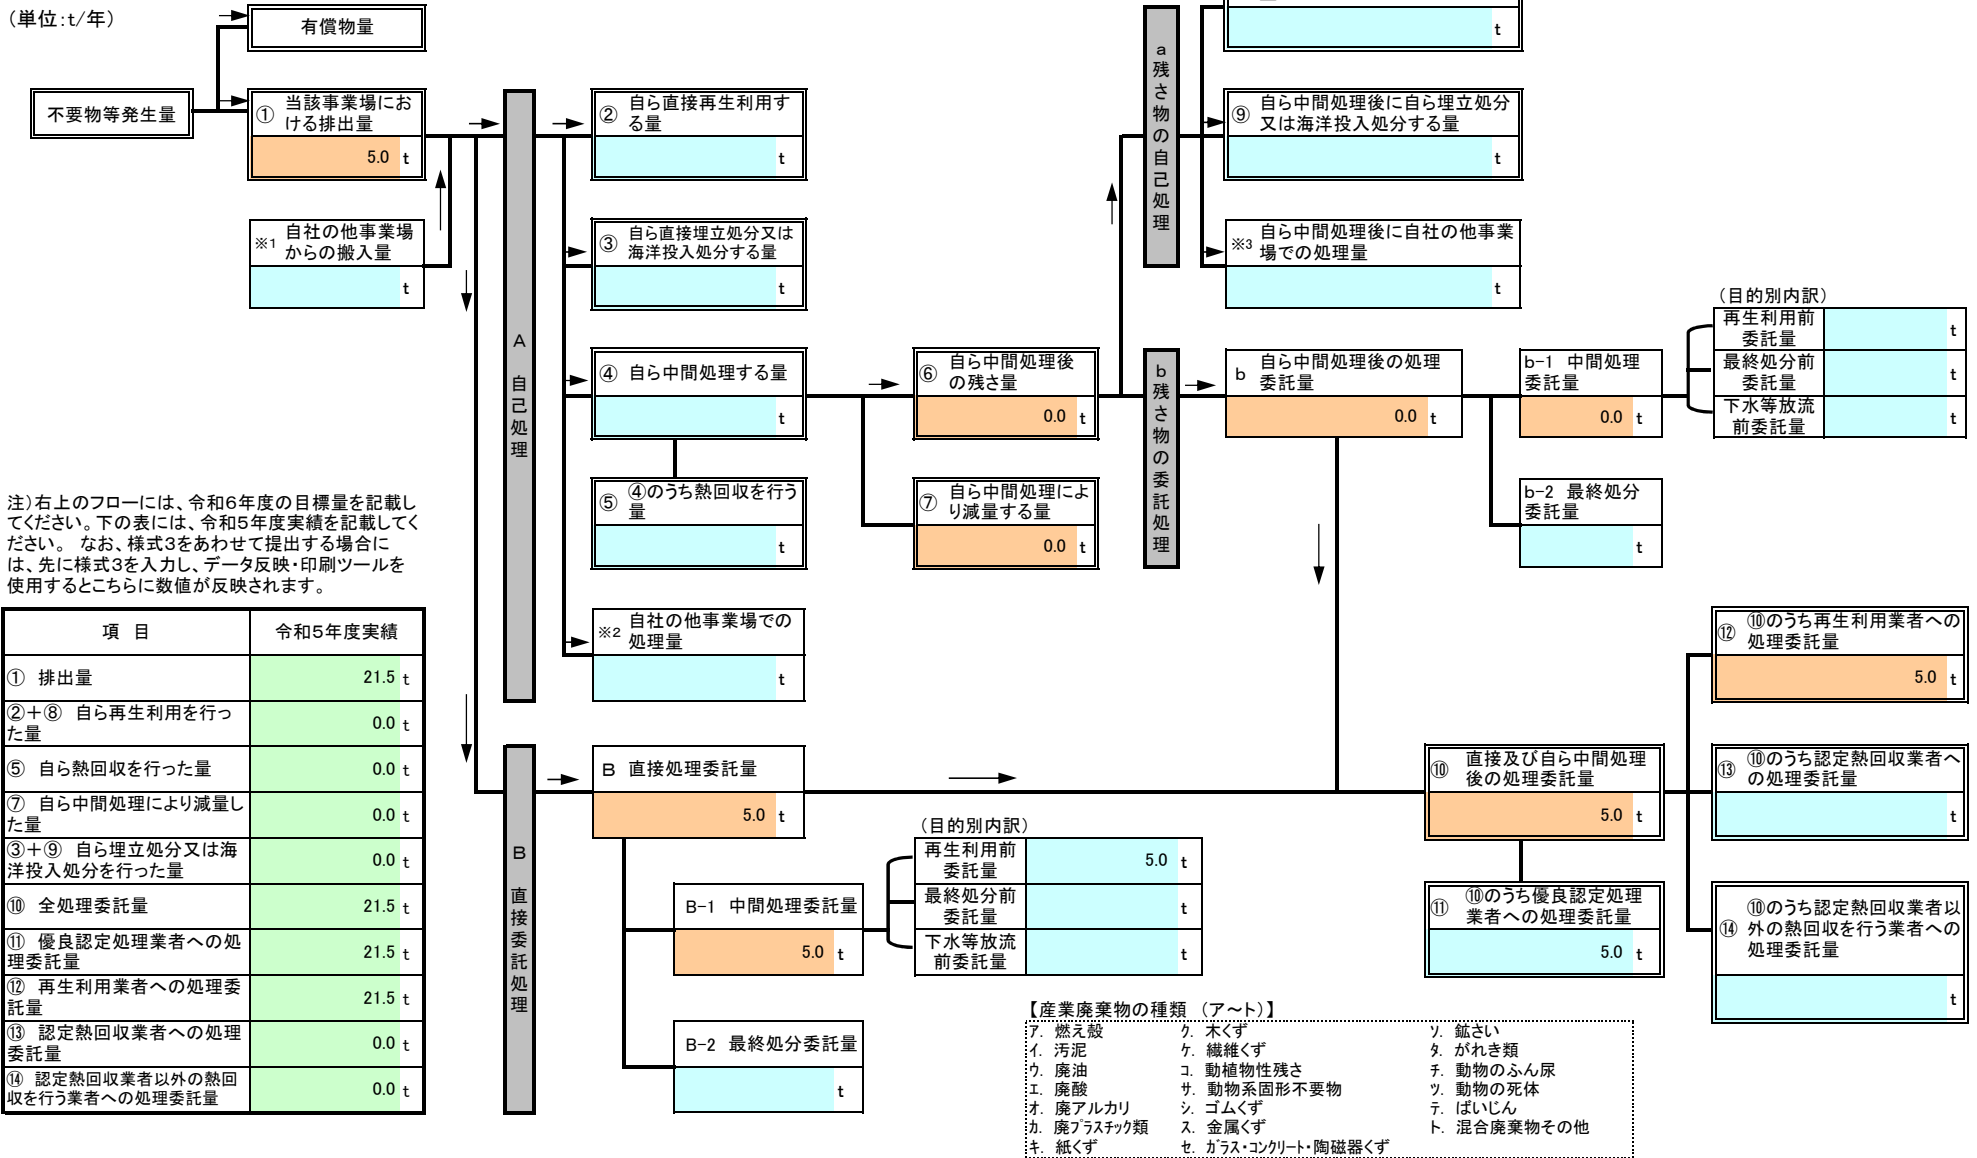 (単位:t/年)
有償物量
不要物等発生量
① 当該事業場にお
ける排出量
5.0 t
※1 自社の他事業場
からの搬入量
t
A 自己処理
② 自ら直接再生利用す
る量
t
③ 自ら直接埋立処分又は
海洋投入処分する量
t
④ 自ら中間処理する量
t
⑤ ④のうち熱回収を行う
量
t
※2 自社の他事業場での
処理量
t
⑥ 自ら中間処理後
の残さ量
0.0 t
⑦ 自ら中間処理によ
り減量する量
0.0 t
a 残さ物の自己処理
t
⑨ 自ら中間処理後に自ら埋立処分
又は海洋投入処分する量
t
※3 自ら中間処理後に自社の他事業
場での処理量
t
b 残さ物の委託処理
b 自ら中間処理後の処理
委託量
0.0 t
b-1 中間処理
委託量
0.0 t
b-2 最終処分
委託量
t
(目的別内訳)
再生利用前
委託量 t
最終処分前
委託量 t
下水等放流
前委託量 t
注)右上のフローには、令和6年度の目標量を記載し
てください。下の表には、令和5年度実績を記載してく
ださい。 なお、様式3をあわせて提出する場合に
は、先に様式3を入力し、データ反映・印刷ツールを
使用するとこちらに数値が反映されます。
項 目 令和5年度実績
① 排出量 21.5 t
②+⑧ 自ら再生利用を行っ
た量 0.0 t
⑤ 自ら熱回収を行った量 0.0 t
⑦ 自ら中間処理により減量し
た量 0.0 t
③+⑨ 自ら埋立処分又は海
洋投入処分を行った量 0.0 t
⑩ 全処理委託量 21.5 t
⑪ 優良認定処理業者への処
理委託量 21.5 t
⑫ 再生利用業者への処理委
託量 21.5 t
⑬ 認定熱回収業者への処理
委託量 0.0 t
⑭ 認定熱回収業者以外の熱回
収を行う業者への処理委託量 0.0 t
B 直接委託処理
B 直接処理委託量
5.0 t
B-1 中間処理委託量
5.0 t
B-2 最終処分委託量
t
(目的別内訳)
再生利用前
委託量 5.0 t
最終処分前
委託量 t
下水等放流
前委託量 t
⑩ 直接及び自ら中間処理
後の処理委託量
5.0 t
⑪ ⑩のうち優良認定処理
業者への処理委託量
5.0 t
⑫ ⑩のうち再生利用業者への
処理委託量
5.0 t
⑬ ⑩のうち認定熱回収業者へ
の処理委託量
t
⑭ ⑩のうち認定熱回収業者以
外の熱回収を行う業者への
処理委託量
t
【産業廃棄物の種類 (ア～ト)】
ア. 燃え殻 ク. 木くず ソ. 鉱さい
イ. 汚泥 ケ. 繊維くず タ. がれき類
ウ. 廃油 コ. 動植物性残さ チ. 動物のふん尿
エ. 廃酸 サ. 動物系固形不要物 ツ. 動物の死体
オ. 廃アルカリ シ. ゴムくず テ. ばいじん
カ. 廃プラスチック類 ス. 金属くず ト. 混合廃棄物その他
キ. 紙くず セ. ガラス・コンクリート・陶磁器くず